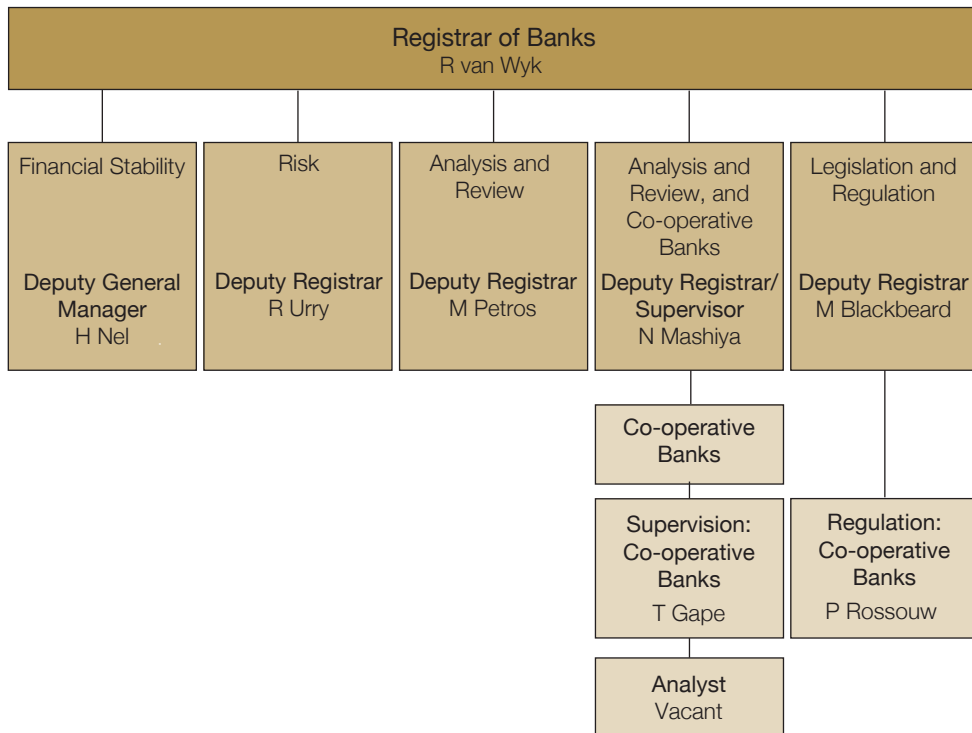 Registrar of Banks
R van Wyk
Financial Stability
Deputy General
Manager
H Nel
Risk
Deputy Registrar
R Urry
Analysis and
Review
Deputy Registrar
M Petros
Analysis and
Review, and
Co-operative
Banks
Deputy Registrar/
Supervisor
N Mashiya
Legislation and
Regulation
Deputy Registrar
M Blackbeard
Co-operative
Banks
Supervision:
Co-operative
Banks
T Gape
Regulation:
Co-operative
Banks
P Rossouw
Analyst
Vacant